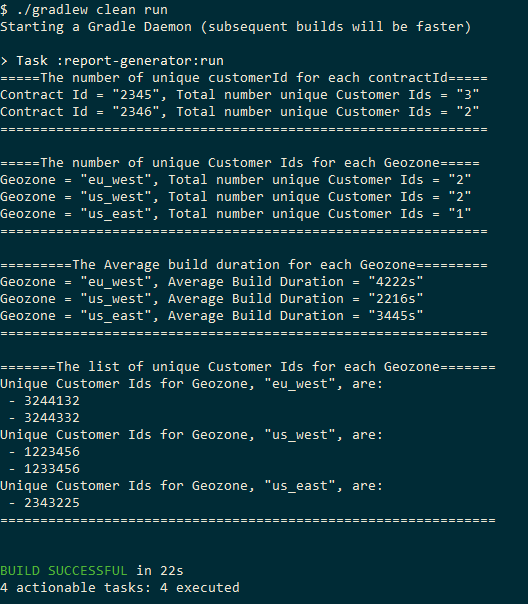 $ ./gradlew clean run
Starting a Gradle Daemon (subsequent builds will be faster)
> Task :report-generator:run
=====The number of unique customerId for each contractId=====
Contract Id = "2345", Total number unique Customer Ids = "3"
Contract Id = "2346", Total number unique Customer Ids = "2"
=============================================================
=====The number of unique Customer Ids for each Geozone=====
Geozone = "eu_west", Total number unique Customer Ids = "2"
Geozone = "us_west", Total number unique Customer Ids = "2"
Geozone = "us_east", Total number unique Customer Ids = "1"
=============================================================
=========The Average build duration for each Geozone=========
Geozone = "eu_west", Average Build Duration = "4222s"
Geozone = "us_west", Average Build Duration = "2216s"
Geozone = "us_east", Average Build Duration = "3445s"
=============================================================
=======The list of unique Customer Ids for each Geozone=======
Unique Customer Ids for Geozone, "eu_west", are:
 - 3244132
 - 3244332
Unique Customer Ids for Geozone, "us_west", are:
 - 1223456
 - 1233456
Unique Customer Ids for Geozone, "us_east", are:
 - 2343225
==============================================================
BUILD SUCCESSFUL in 22s
4 actionable tasks: 4 executed